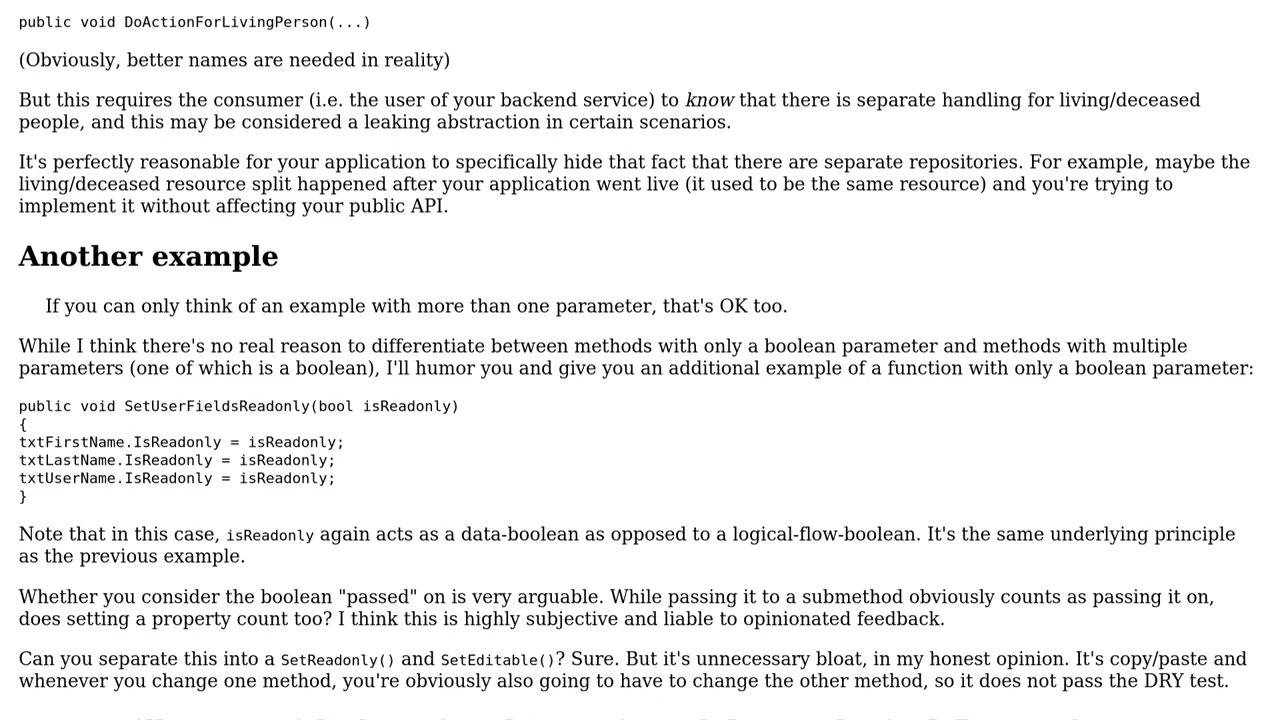 public void DoActionForLivingPerson(...)
(Obviously, better names are needed in reality)
But this requires the consumer (i.e. the user of your backend service) to know that there is separate handling for living/deceased
people, and this may be considered a leaking abstraction in certain scenarios.
It's perfectly reasonable for your application to specifically hide that fact that there are separate repositories. For example, maybe the
living/deceased resource split happened after your application went live (it used to be the same resource) and you're trying to
implement it without affecting your public API.
Another example
If you can only think of an example with more than one parameter, that's OK too.
While I think there's no real reason to differentiate between methods with only a boolean parameter and methods with multiple
parameters (one of which is a boolean), I'll humor you and give you an additional example of a function with only a boolean parameter:
public void SetUserFieldsReadonly(bool isReadonly)
{
txtFirstName.IsReadonly = isReadonly;
txtLastName.IsReadonly = isReadonly;
txtUserName.IsReadonly = isReadonly;
}
Note that in this case, isReadonly again acts as a data-boolean as opposed to a logical-flow-boolean. It's the same underlying principle
as the previous example.
Whether you consider the boolean "passed" on is very arguable. While passing it to a submethod obviously counts as passing it on,
does setting a property count too? I think this is highly subjective and liable to opinionated feedback.
Can you separate this into a SetReadonly() and SetEditable()? Sure. But it's unnecessary bloat, in my honest opinion. It's copy/paste and
whenever you change one method, you're obviously also going to have to change the other method, so it does not pass the DRY test.